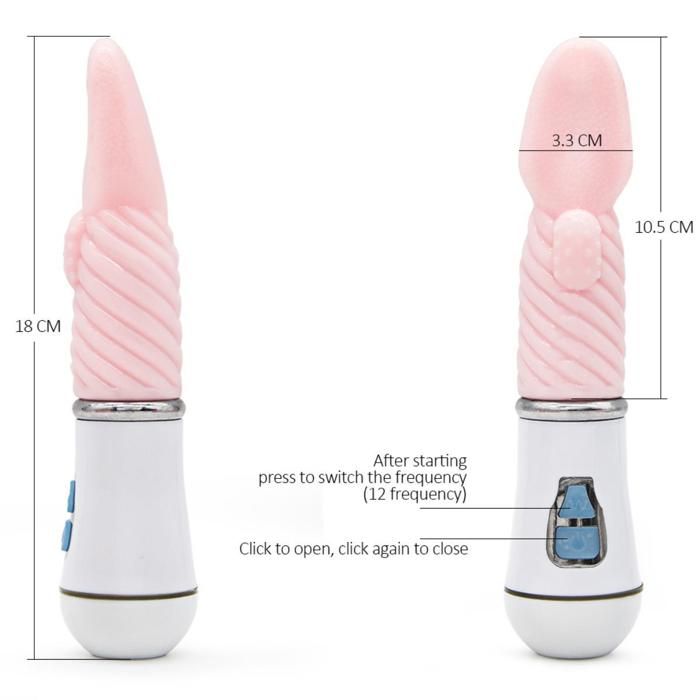 3.3 CM
10.5 CM
18 CM
After starting
press to switch the frequency
(12 frequency)
Click to open, click again to close